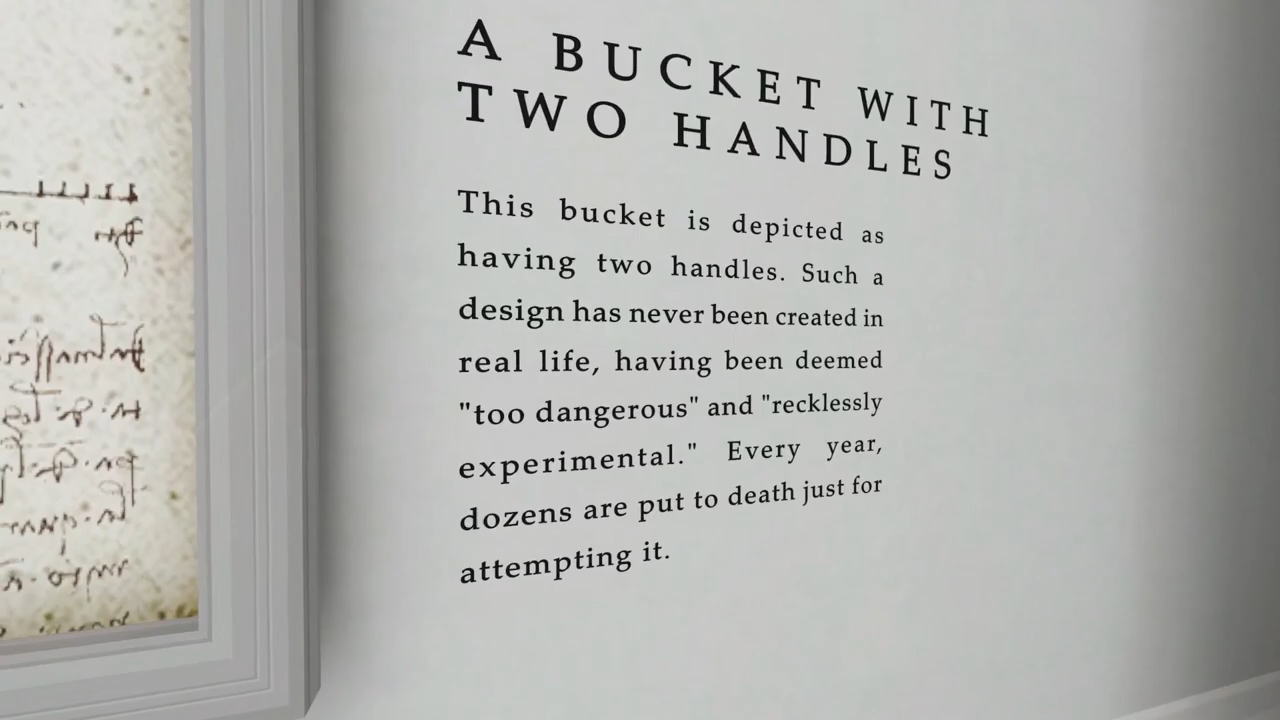 A BUCKET WITH
TWO HANDLES
This bucket is depicted as
having two handles. Such a
design has never been created in
real life, having been deemed
"too dangerous" and "recklessly
experimental." Every year,
dozens are put to death just for
attempting it.